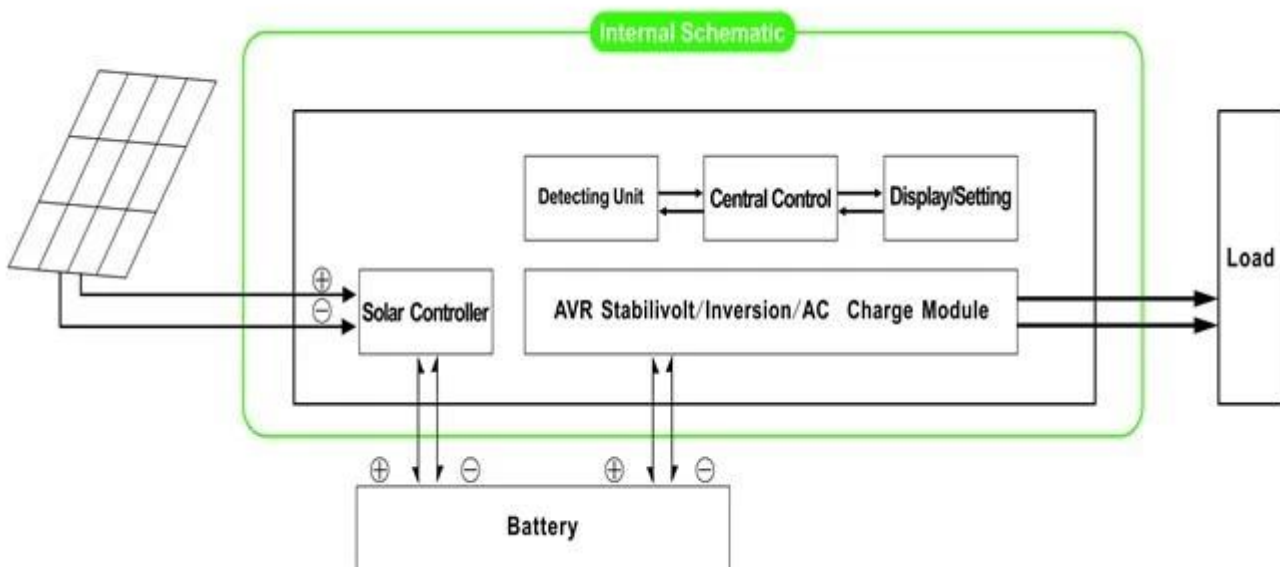 Internal Schematic
Detecting Unit
Central Control
Display/Setting
Load
⊕
⊖
Solar Controller
AVR Stabilivolt/Inversion/AC Charge Module
⊕ ⊖ ⊕ ⊖
Battery